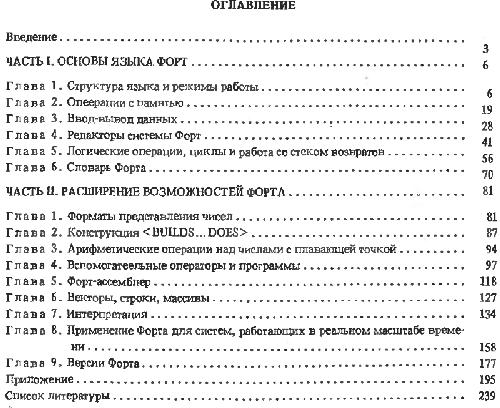 ОГЛАВЛЕНИЕ
Введение 3
ЧАСТЬ I. ОСНОВЫ ЯЗЫКА ФОРТ 6
Глава 1. Структура языка и режимы работы 6
Глава 2. Операции с памятью 19
Глава 3. Ввод-вывод данных 28
Глава 4. Редакторы системы Форт 41
Глава 5. Логические операции, циклы и работа со стеком возвратов 56
Глава 6. Словарь Форта 70
ЧАСТЬ II. РАСШИРЕНИЕ ВОЗМОЖНОСТЕЙ ФОРТА 81
Глава 1. Форматы представления чисел 81
Глава 2. Конструкция <BUILDS...DOES> 87
Глава 3. Арифметические операции над числами с плавающей точкой 94
Глава 4. Вспомогательные операторы и программы 97
Глава 5. Форт-ассемблер 118
Глава 6. Векторы, строки, массивы 127
Глава 7. Интерпретация 134
Глава 8. Применение Форта для систем, работающих в реальном масштабе време-
ни 158
Глава 9. Версии Форта 177
Приложение 195
Список литературы 239